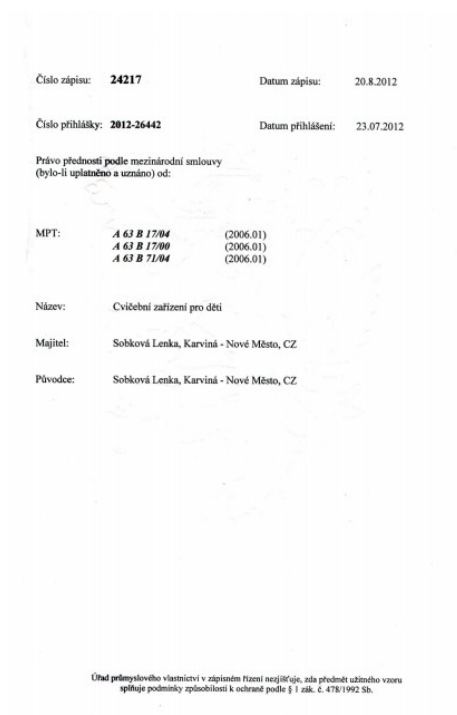 Číslo zápisu: 24217 Datum zápisu: 20.8.2012
Číslo přihlášky: 2012-26442 Datum přihlášení: 23.07.2012
Právo přednosti podle mezinárodní smlouvy
(bylo-li uplatněno a uznáno) od:
MPT: A 63 B 17/04 (2006.01)
A 63 B 17/00 (2006.01)
A 63 B 71/04 (2006.01)
Název: Cvičební zařízení pro děti
Majitel: Sobková Lenka, Karviná - Nové Město, CZ
Původce: Sobková Lenka, Karviná - Nové Město, CZ
Úřad průmyslového vlastnictví v zápisném řízení nezjišťuje, zda předmět užitného vzoru
splňuje podmínky způsobilosti k ochraně podle § 1 zák. č. 478/1992 Sb.